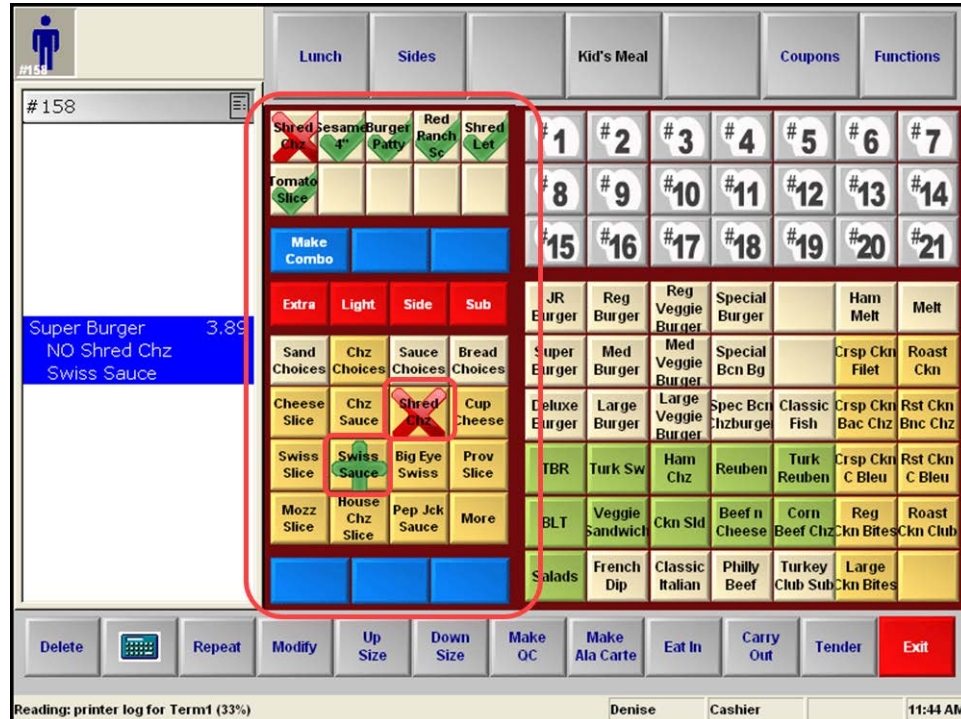 #158
Lunch
Sides
Kid's Meal
Coupons
Functions
#158
Super Burger 3.89
NO Shred Chz
Swiss Sauce
Shred
Chz
Sesame
4"
Burger
Patty
Red
Ranch
Sc
Shred
Let
Tomato
Slice
Make
Combo
Extra
Light
Side
Sub
Sand
Choices
Chz
Choices
Sauce
Choices
Bread
Choices
Cheese
Slice
Chz
Sauce
Shred
Chz
Cup
Cheese
Swiss
Slice
Swiss
Sauce
Big Eye
Swiss
Prov
Slice
Mozz
Slice
House
Chz
Slice
Pep Jck
Sauce
More
#1
#2
#3
#4
#5
#6
#7
#8
#9
#10
#11
#12
#13
#14
#15
#16
#17
#18
#19
#20
#21
JR
Burger
Reg
Burger
Reg
Veggie
Burger
Special
Burger
Ham
Melt
Melt
Super
Burger
Med
Burger
Med
Veggie
Burger
Special
Bcn Bg
Crsp Ckn
Filet
Roast
Ckn
Deluxe
Burger
Large
Burger
Large
Veggie
Burger
Spec Bcn
Chzburger
Classic
Fish
Crsp Ckn
Bac Chz
Rst Ckn
Bnc Chz
TBR
Turk Sw
Ham
Chz
Reuben
Turk
Reuben
Crsp Ckn
C Bleu
Rst Ckn
C Bleu
BLT
Veggie
Sandwich
Ckn Sld
Beef n
Cheese
Corn
Beef Chz
Reg
Ckn Bites
Roast
Ckn Club
Salads
French
Dip
Classic
Italian
Philly
Beef
Turkey
Club Sub
Large
Ckn Bites
Delete
Repeat
Modify
Up
Size
Down
Size
Make
QC
Make
Ala Carte
Eat In
Carry
Out
Tender
Exit
Reading: printer log for Term1 (33%)
Denise
Cashier
11:44 AM